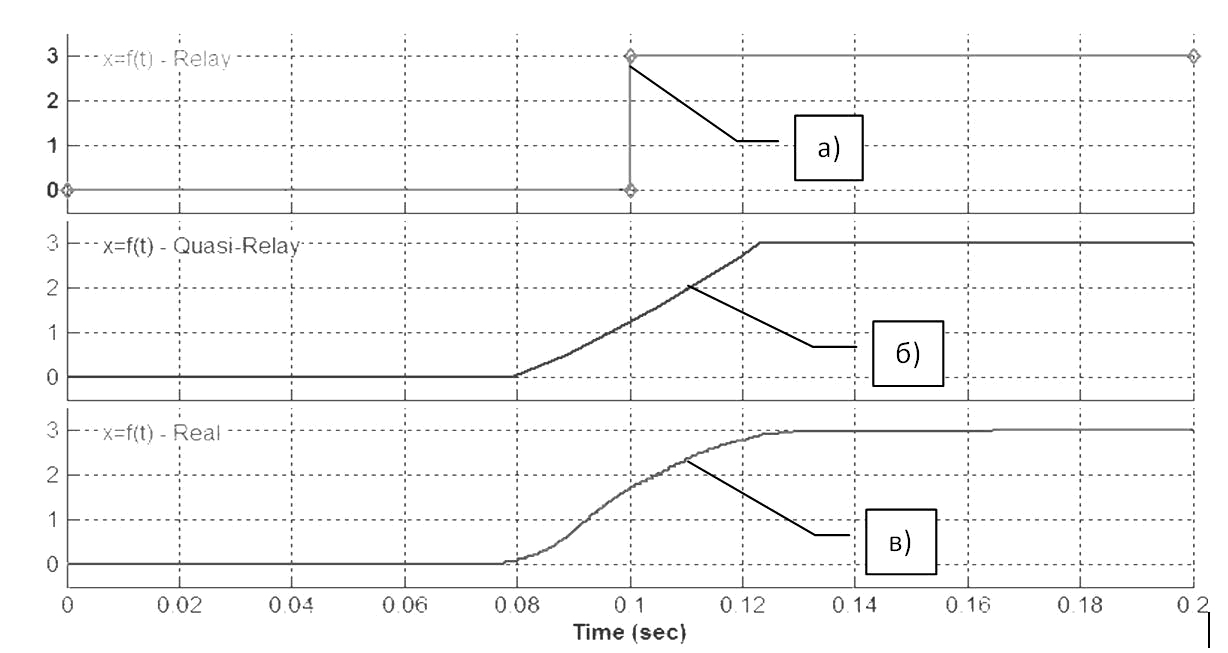 x=f(t) - Relay
3
2
1
0
а)
x=f(t) - Quasi-Relay
3
2
1
0
б)
x=f(t) - Real
3
2
1
0
в)
0 0.02 0.04 0.06 0.08 0.1 0.12 0.14 0.16 0.18 0.2
Time (sec)